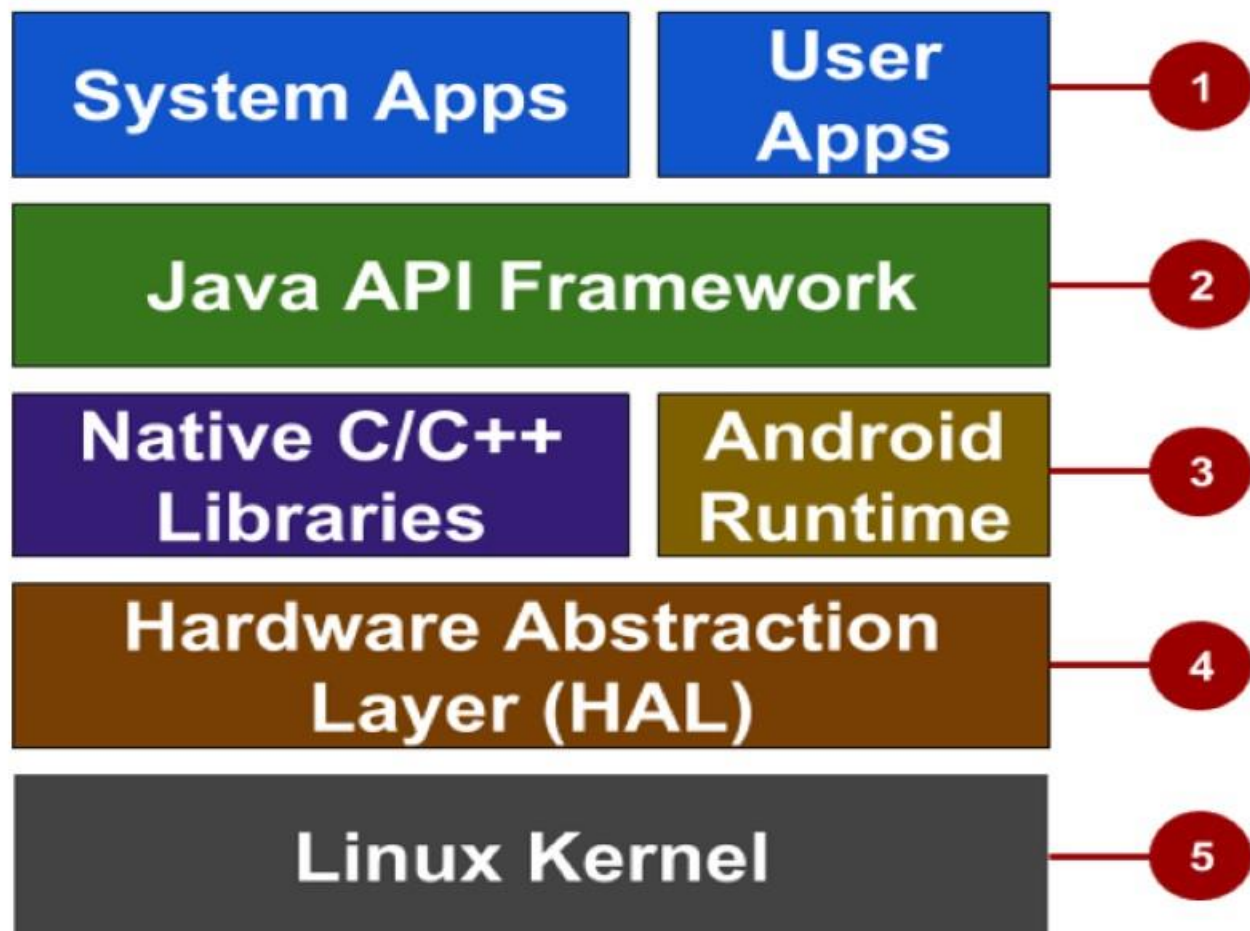 System Apps
User
Apps
1
Java API Framework
2
Native C/C++
Libraries
Android
Runtime
3
Hardware Abstraction
Layer (HAL)
4
Linux Kernel
5